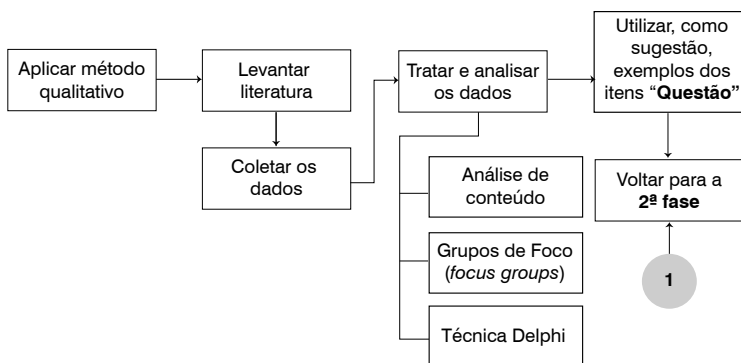 Aplicar método
qualitativo
Levantar
literatura
Coletar os
dados
Tratar e analisar
os dados
Utilizar, como
sugestão,
exemplos dos
itens “Questão”
Análise de
conteúdo
Grupos de Foco
(focus groups)
Técnica Delphi
Voltar para a
2ª fase
1